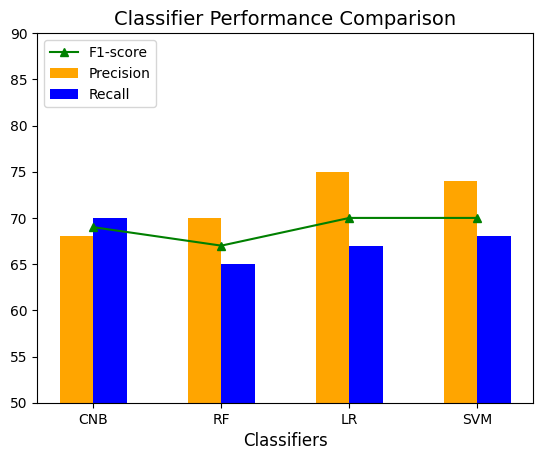 Classifier Performance Comparison
F1-score
Precision
Recall
90
85
80
75
70
65
60
55
50
CNB RF LR SVM
Classifiers